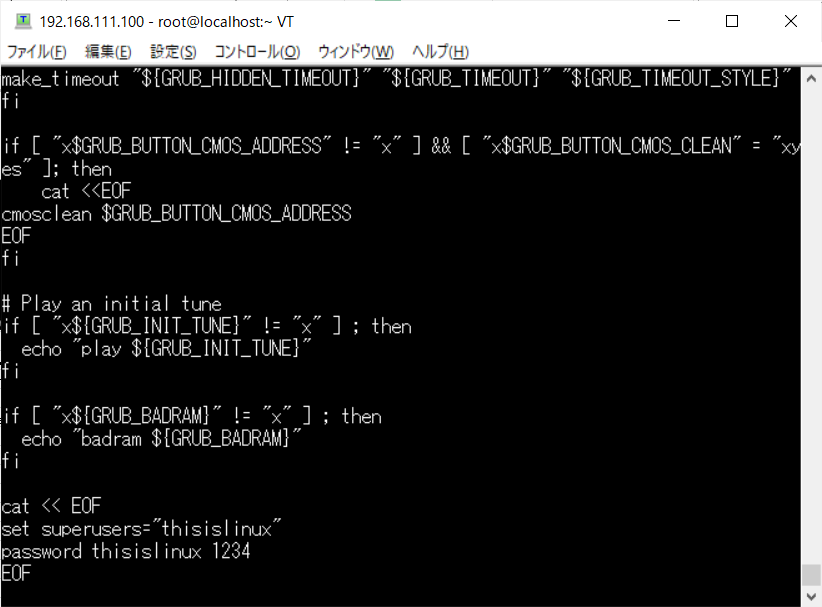 192.168.111.100 - root@localhost:~ VT
ファイル(F) 編集(E) 設定(S) コントロール(O) ウィンドウ(W) ヘルプ(H)
make_timeout "${GRUB_HIDDEN_TIMEOUT}" "${GRUB_TIMEOUT}" "${GRUB_TIMEOUT_STYLE}"
fi
if [ "x$GRUB_BUTTON_CMOS_ADDRESS" != "x" ] && [ "x$GRUB_BUTTON_CMOS_CLEAN" = "xy
es" ]; then
    cat <<EOF
cmosclean $GRUB_BUTTON_CMOS_ADDRESS
EOF
fi
# Play an initial tune
if [ "x${GRUB_INIT_TUNE}" != "x" ] ; then
  echo "play ${GRUB_INIT_TUNE}"
fi
if [ "x${GRUB_BADRAM}" != "x" ] ; then
  echo "badram ${GRUB_BADRAM}"
fi
cat << EOF
set superusers="thisislinux"
password thisislinux 1234
EOF